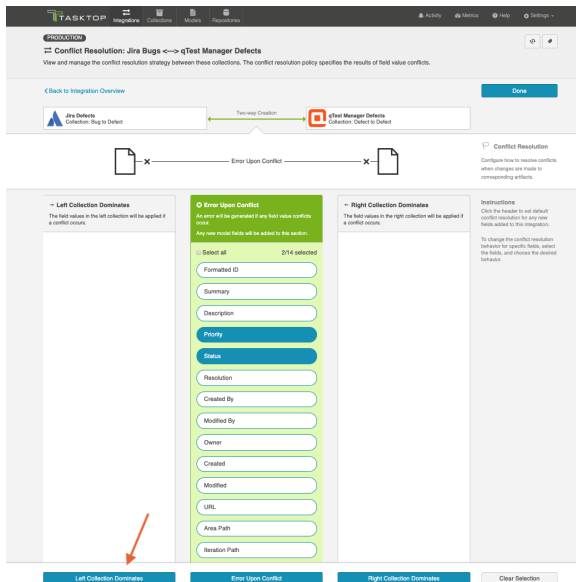 TASKTOP
Integrations
Collections
Models
Repositories
Activity
Metrics
Help
Settings
PRODUCTION
Conflict Resolution: Jira Bugs <---> qTest Manager Defects
View and manage the conflict resolution strategy between these collections. The conflict resolution policy specifies the results of field value conflicts.
Back to Integration Overview
Done
Jira Defects
Collection: Bug to Defect
Two-way Creation
qTest Manager Defects
Collection: Defect to Defect
Error Upon Conflict
Conflict Resolution
Configure how to resolve conflicts
when changes are made to
corresponding artifacts.
← Left Collection Dominates
The field values in the left collection will be applied if
a conflict occurs.
Error Upon Conflict
An error will be generated if any field value conflicts
occur
Any new model fields will be added to this section.
← Right Collection Dominates
The field values in the right collection will be applied if
a conflict occurs.
Instructions
Click the header to set default
conflict resolution for any new
fields added to this integration.
To change the conflict resolution
behavior for specific fields, select
the fields, and choose the desired
behavior.
Select all
2/14 selected
Formatted ID
Summary
Description
Priority
Status
Resolution
Created By
Modified By
Owner
Created
Modified
URL
Area Path
Iteration Path
Left Collection Dominates
Error Upon Conflict
Right Collection Dominates
Clear Selection